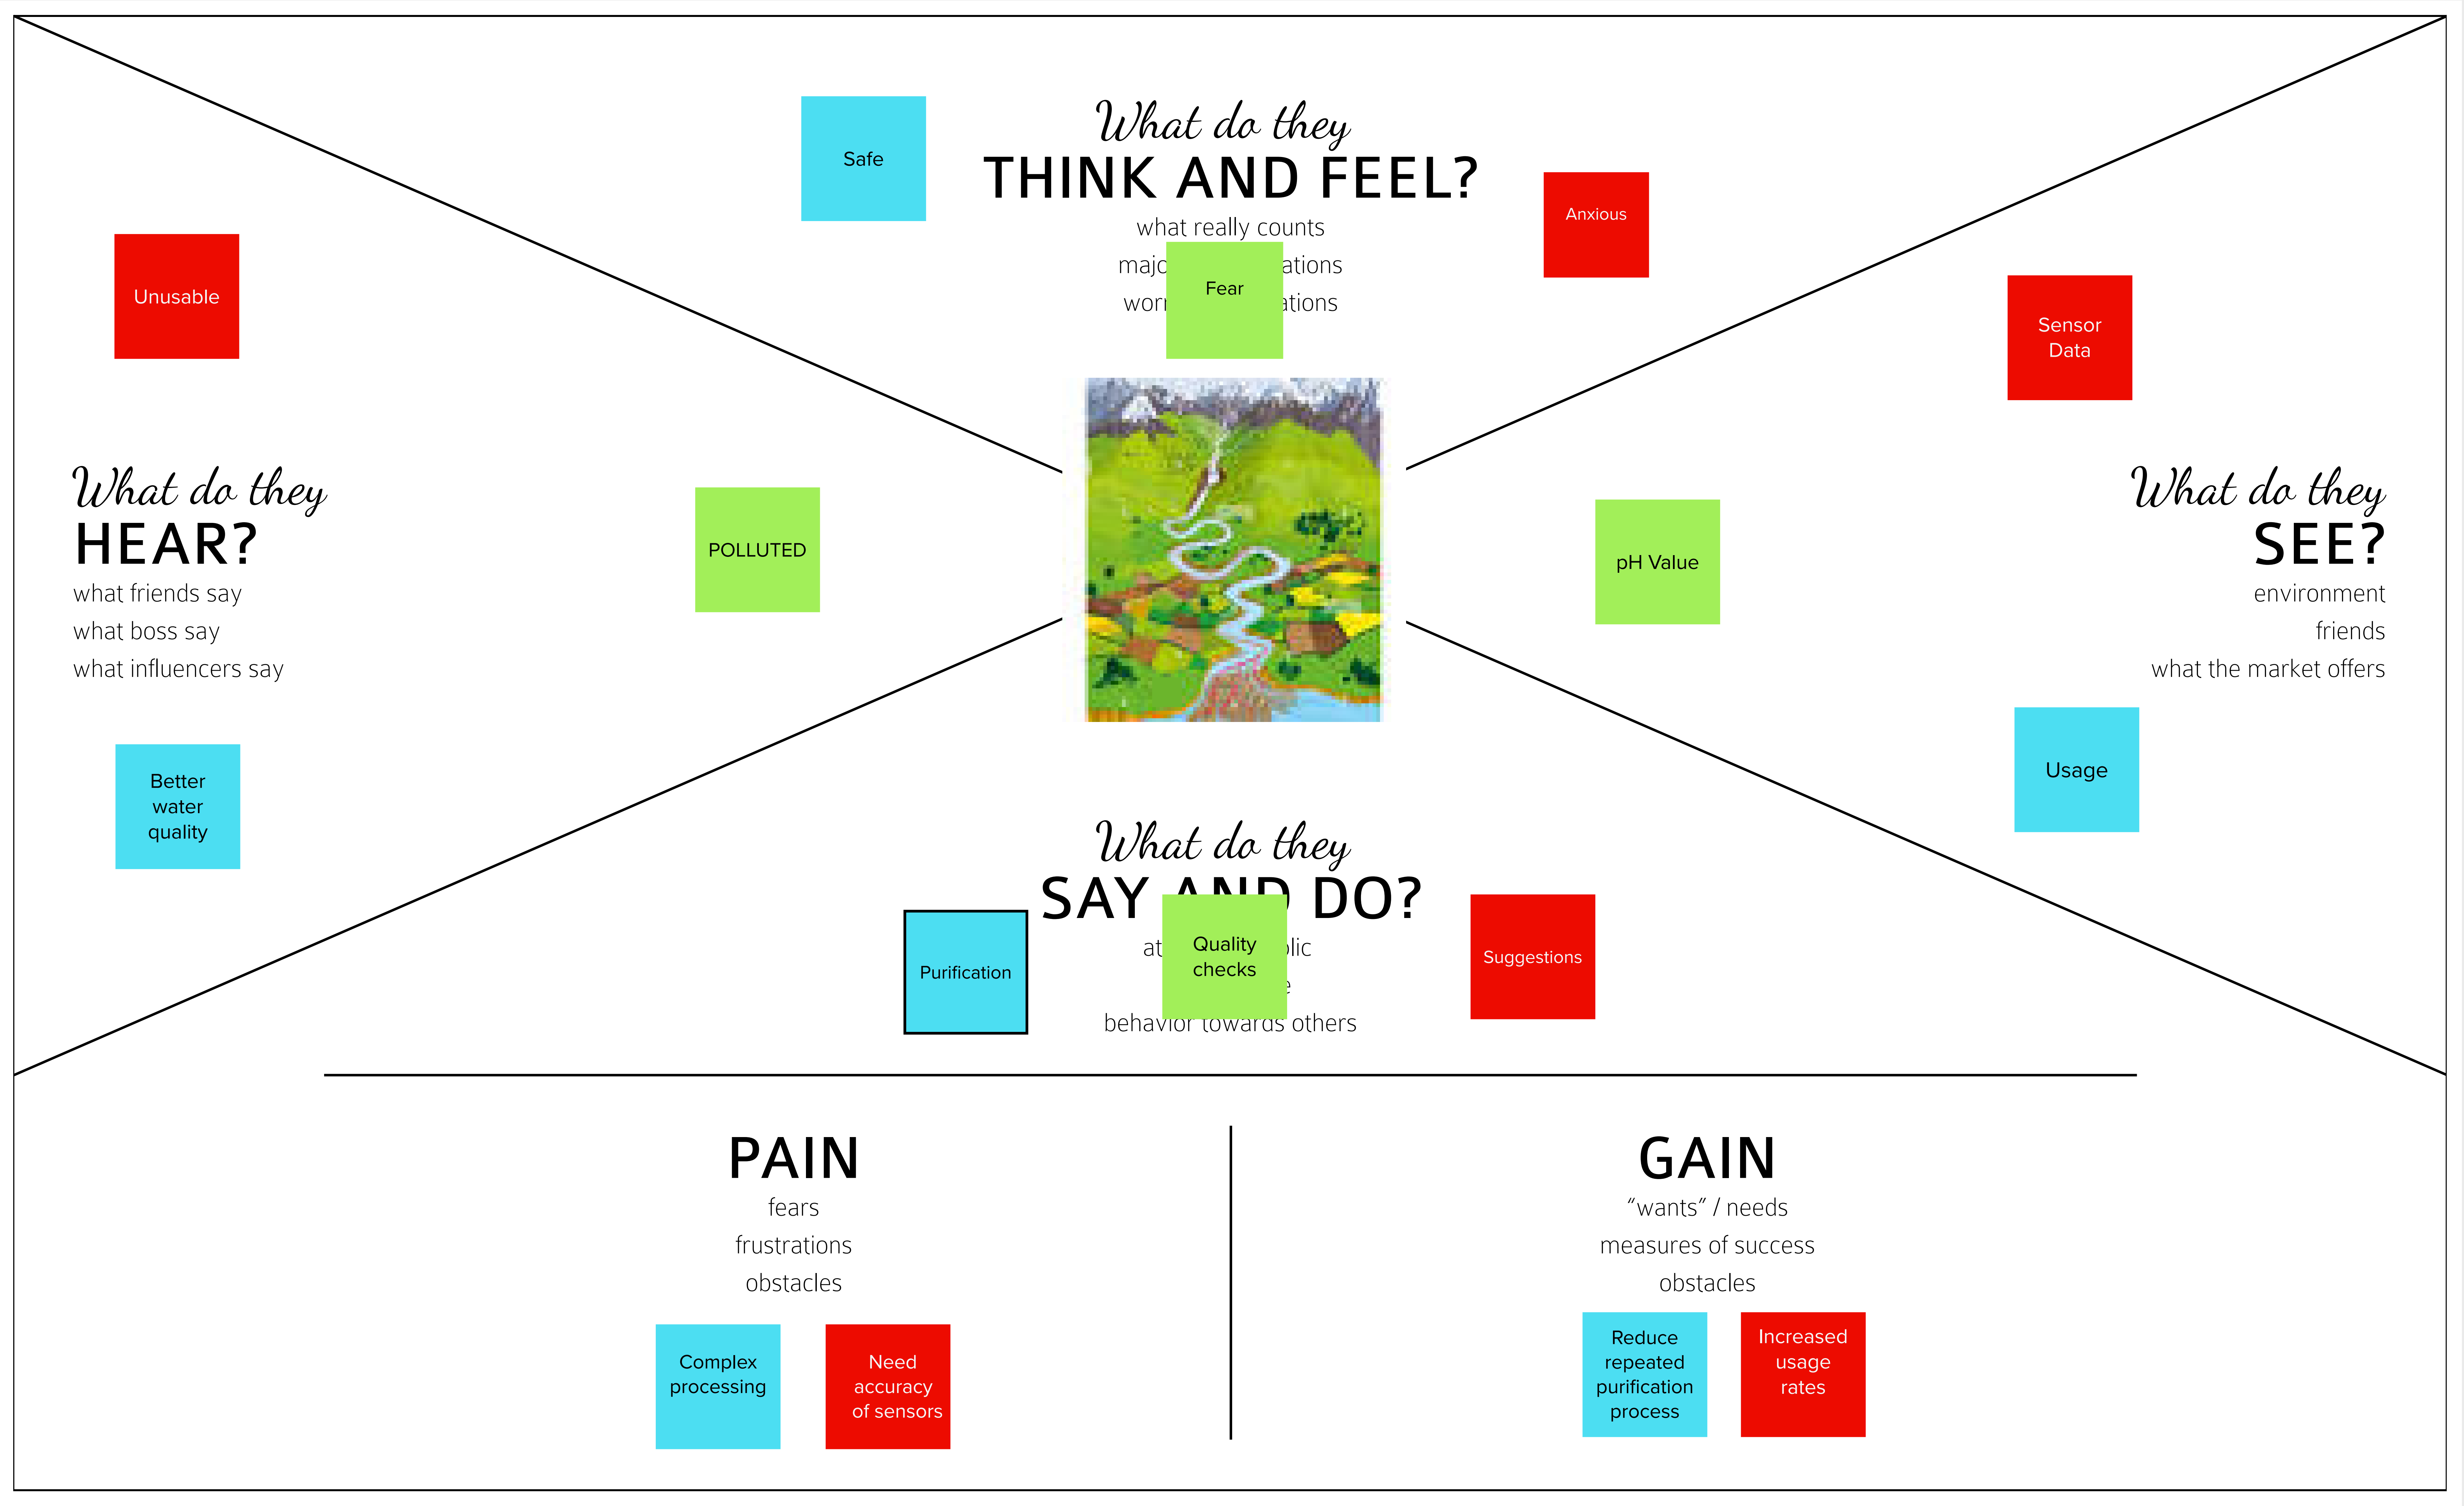 What do they
THINK AND FEEL?
what really counts
Safe
Anxious
Fear
Unusable
What do they
HEAR?
what friends say
what boss say
what influencers say
POLLUTED
Better
water
quality
Sensor
Data
What do they
SEE?
environment
friends
what the market offers
pH Value
Usage
What do they
SAY AND DO?
Purification
Quality
checks
Suggestions
behavior towards others
PAIN
fears
frustrations
obstacles
Complex
processing
Need
accuracy
of sensors
GAIN
“wants” / needs
measures of success
obstacles
Reduce
repeated
purification
process
Increased
usage
rates